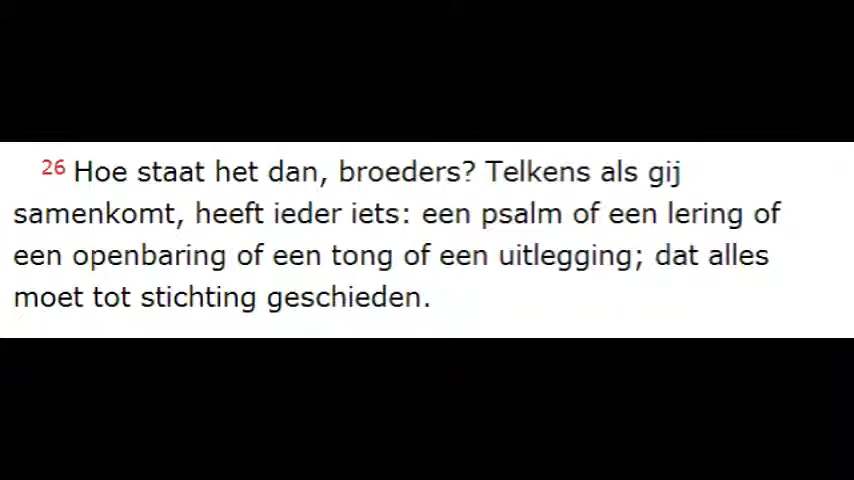 26 Hoe staat het dan, broeders? Telkens als gij
samenkomt, heeft ieder iets: een psalm of een lering of
een openbaring of een tong of een uitlegging; dat alles
moet tot stichting geschieden.